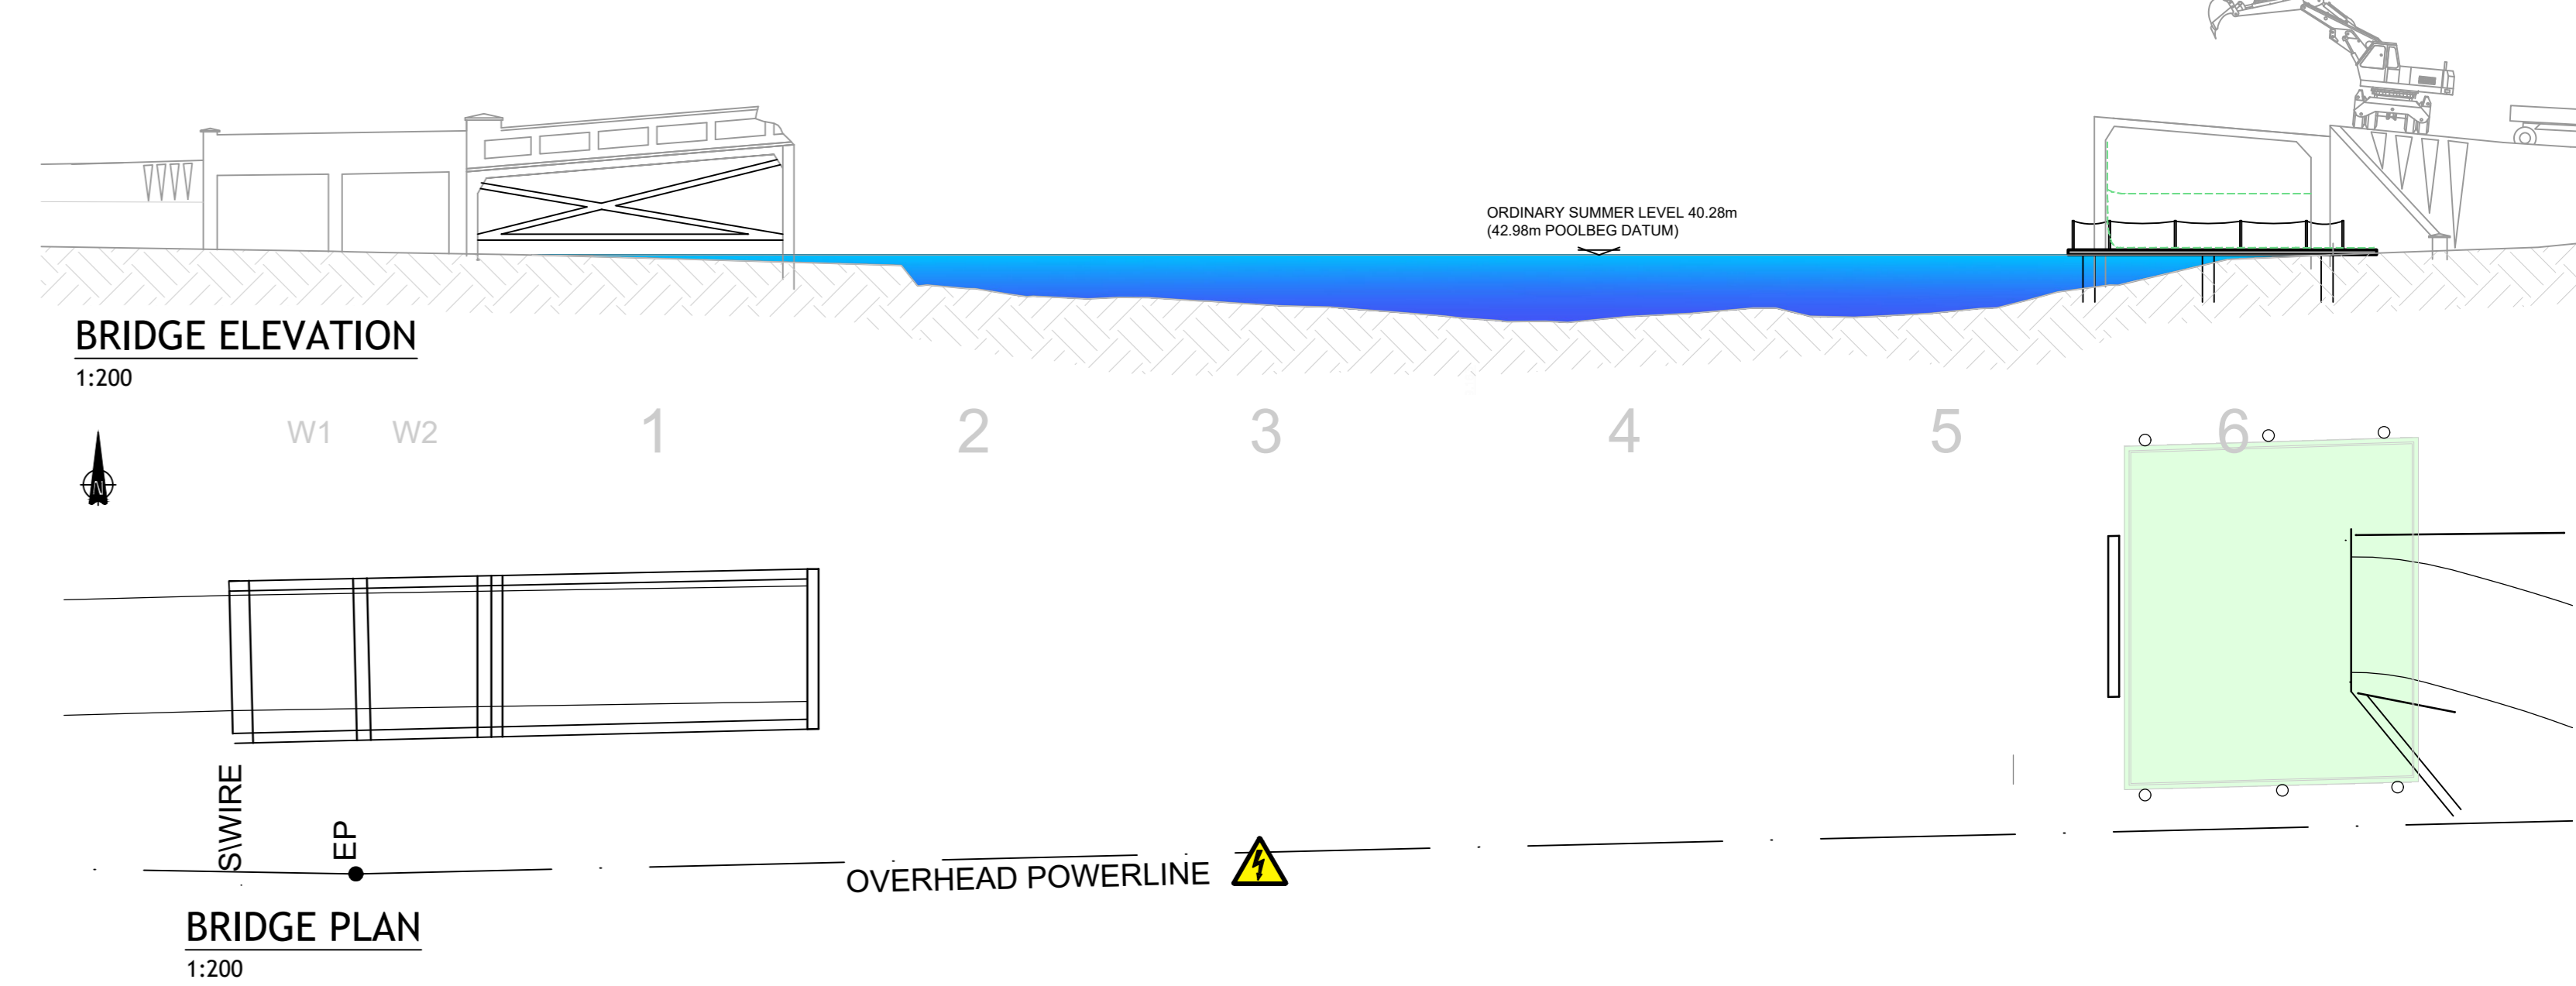 ORDINARY SUMMER LEVEL 40.28m
(42.98m POOLBEG DATUM)
BRIDGE ELEVATION
1:200
W1 W2 1 2 3 4 5 6
N
S\WIRE
EP
OVERHEAD POWERLINE
BRIDGE PLAN
1:200